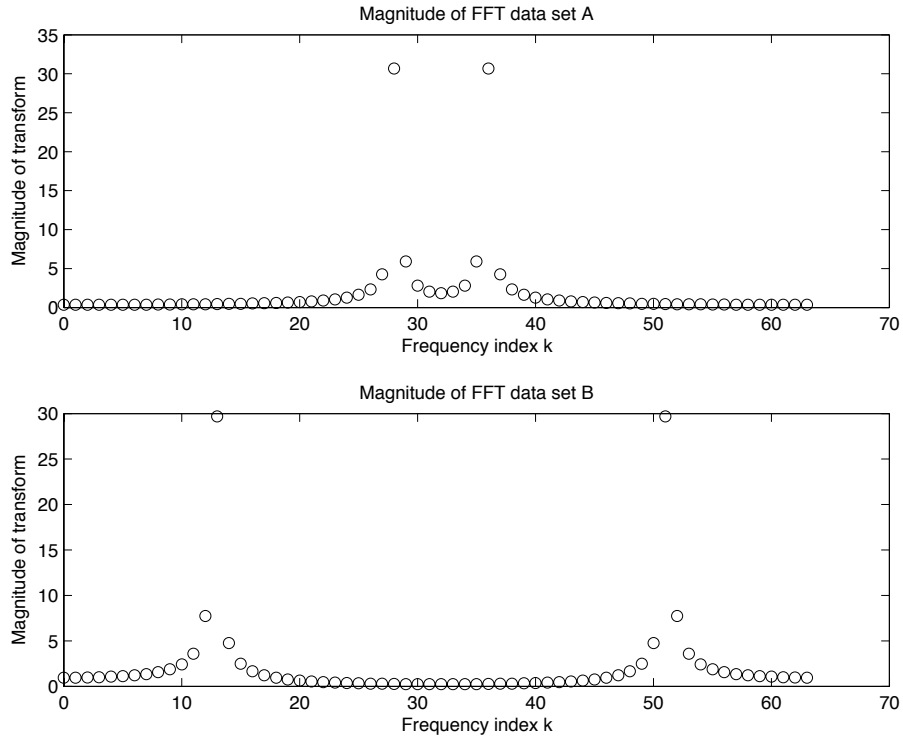 Magnitude of FFT data set A
35
30
25
20
15
10
5
0
Magnitude of transform
0 10 20 30 40 50 60 70
Frequency index k
Magnitude of FFT data set B
30
25
20
15
10
5
0
Magnitude of transform
0 10 20 30 40 50 60 70
Frequency index k